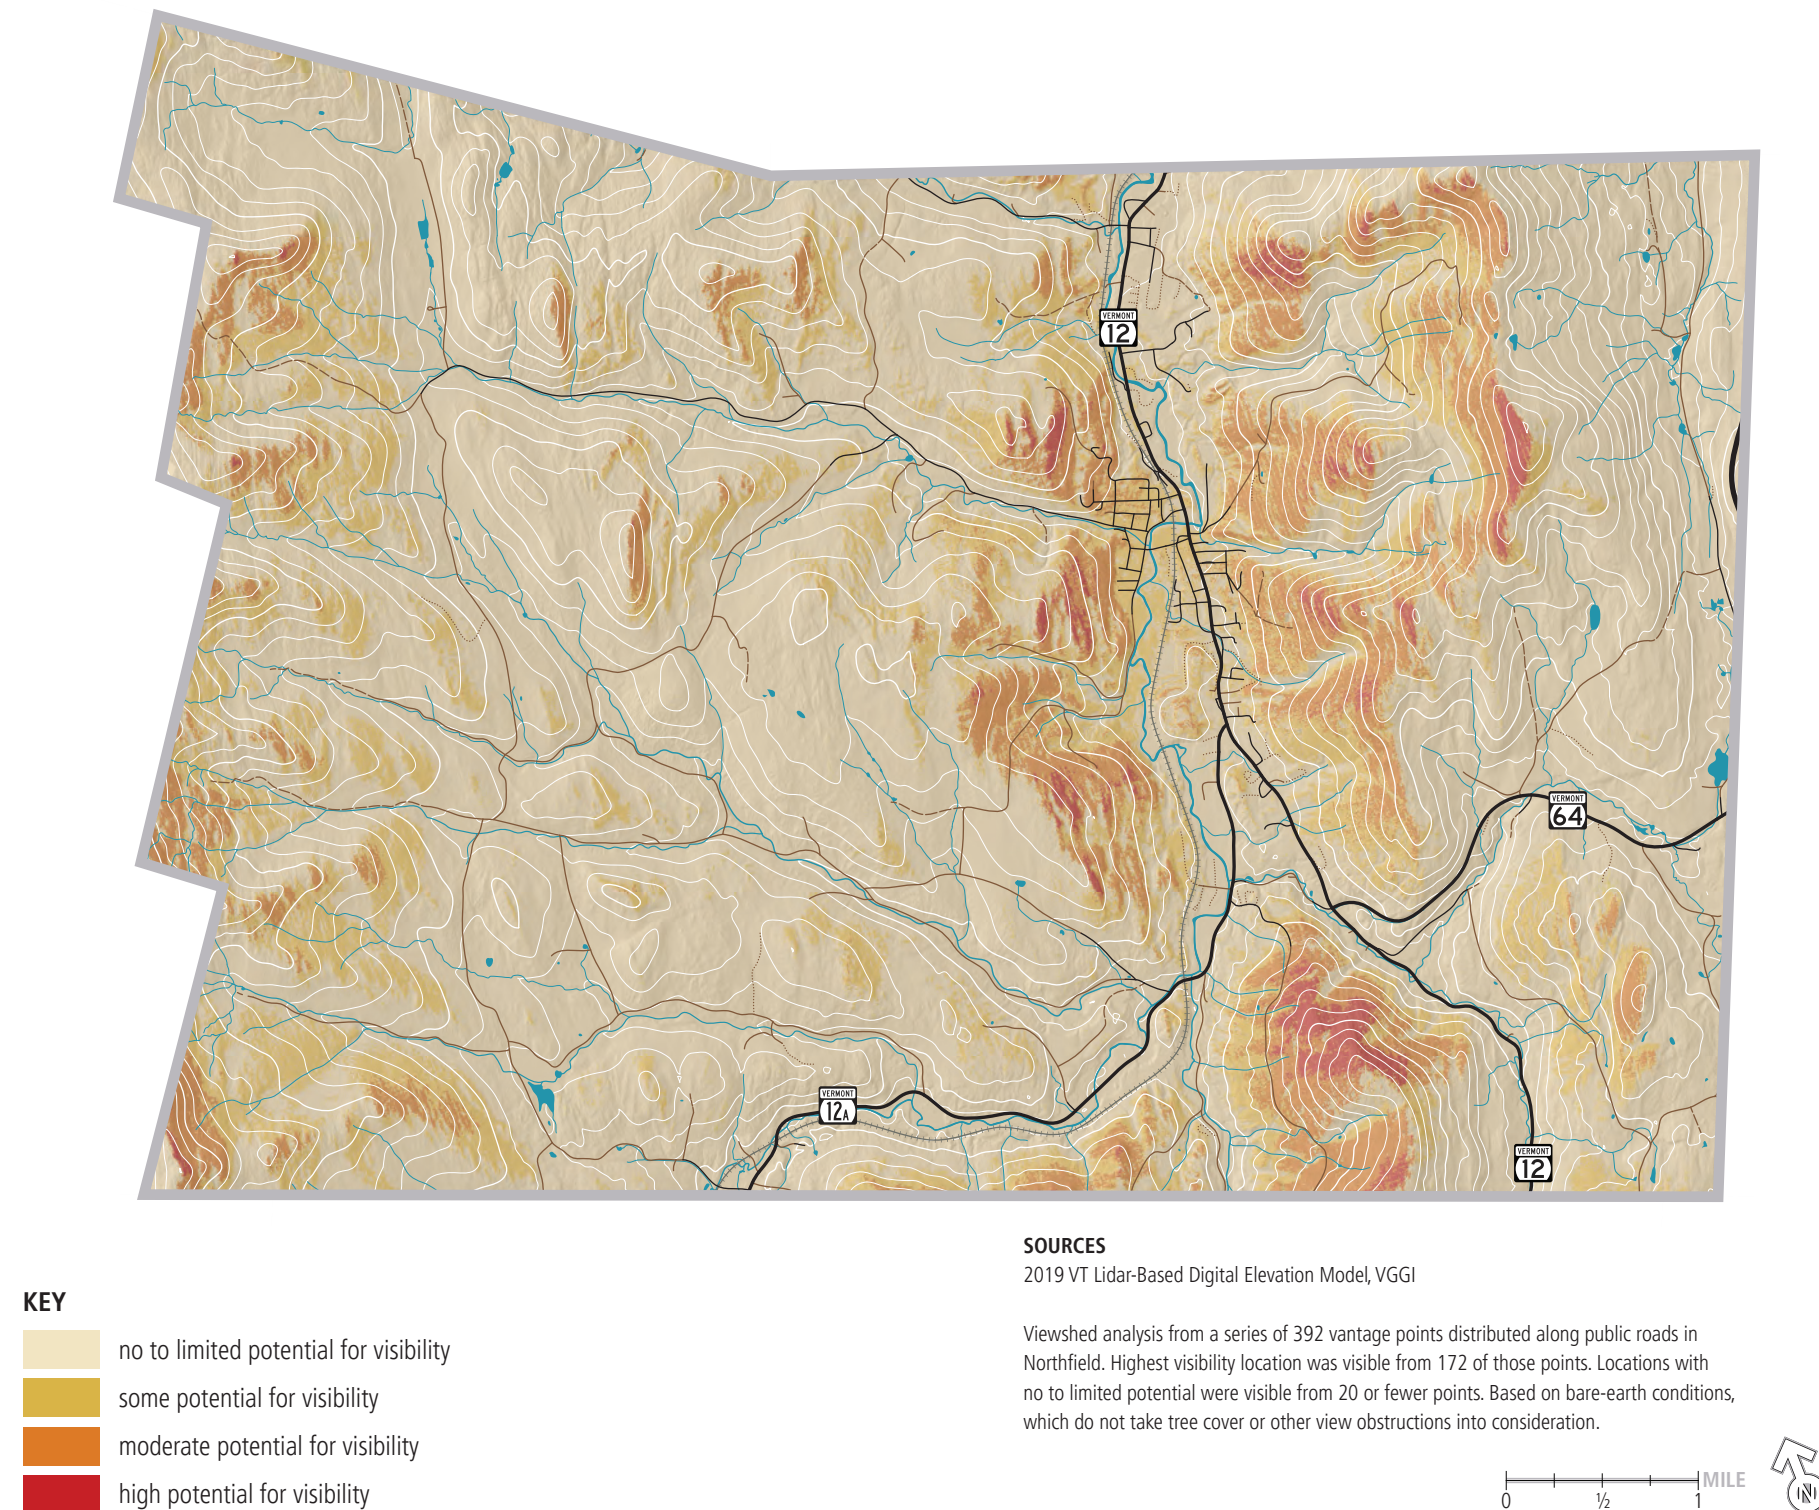 VERMONT
12
VERMONT
64
VERMONT
12A
VERMONT
12
SOURCES
2019 VT Lidar-Based Digital Elevation Model, VGGI
Viewshed analysis from a series of 392 vantage points distributed along public roads in
Northfield. Highest visibility location was visible from 172 of those points. Locations with
no to limited potential were visible from 20 or fewer points. Based on bare-earth conditions,
which do not take tree cover or other view obstructions into consideration.
KEY
no to limited potential for visibility
some potential for visibility
moderate potential for visibility
high potential for visibility
MILE
0 ½ 1
N